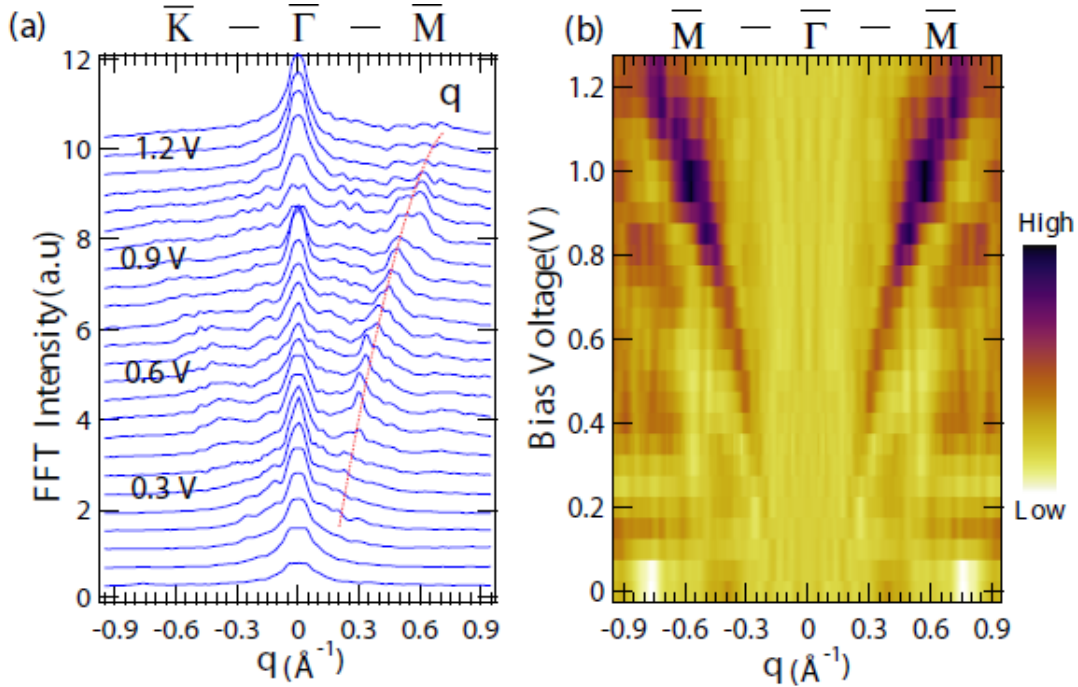 (a) K̅ — Γ̅ — M̅
12
10
8
6
4
2
0
FFT Intensity(a.u)
q
1.2 V
0.9 V
0.6 V
0.3 V
-0.9 -0.6 -0.3 0 0.3 0.6 0.9
q(Å⁻¹)
(b) M̅ — Γ̅ — M̅
1.2
1.0
0.8
0.6
0.4
0.2
0
Bias Voltage(V)
-0.9 -0.6 -0.3 0 0.3 0.6 0.9
q(Å⁻¹)
High
Low